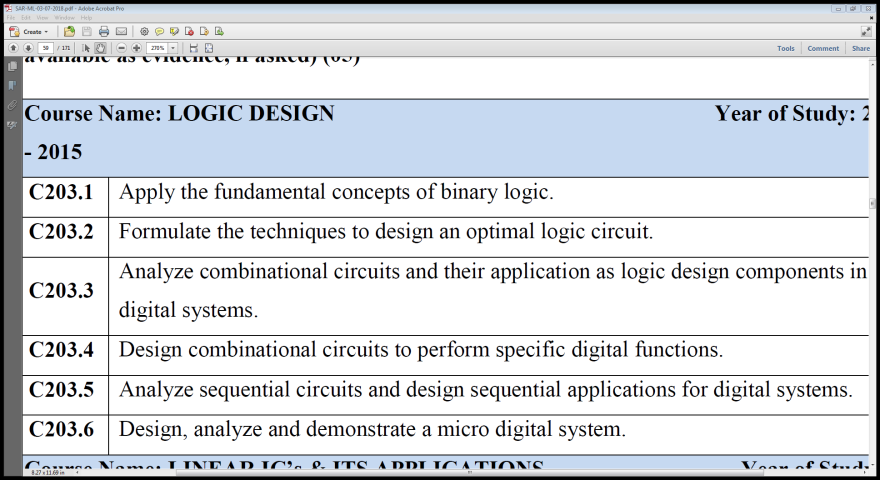 SAR-ML-03-07-2018.pdf - Adobe Acrobat Pro
File Edit View Window Help
Create
59 / 171 270% Tools Comment Share
available as evidence, if asked) (05)
Course Name: LOGIC DESIGN Year of Study: 2
- 2015
C203.1 Apply the fundamental concepts of binary logic.
C203.2 Formulate the techniques to design an optimal logic circuit.
C203.3 Analyze combinational circuits and their application as logic design components in
digital systems.
C203.4 Design combinational circuits to perform specific digital functions.
C203.5 Analyze sequential circuits and design sequential applications for digital systems.
C203.6 Design, analyze and demonstrate a micro digital system.
Course Name: LINEAR IC's & ITS APPLICATIONS Year of Study
8.27 x 11.69 in